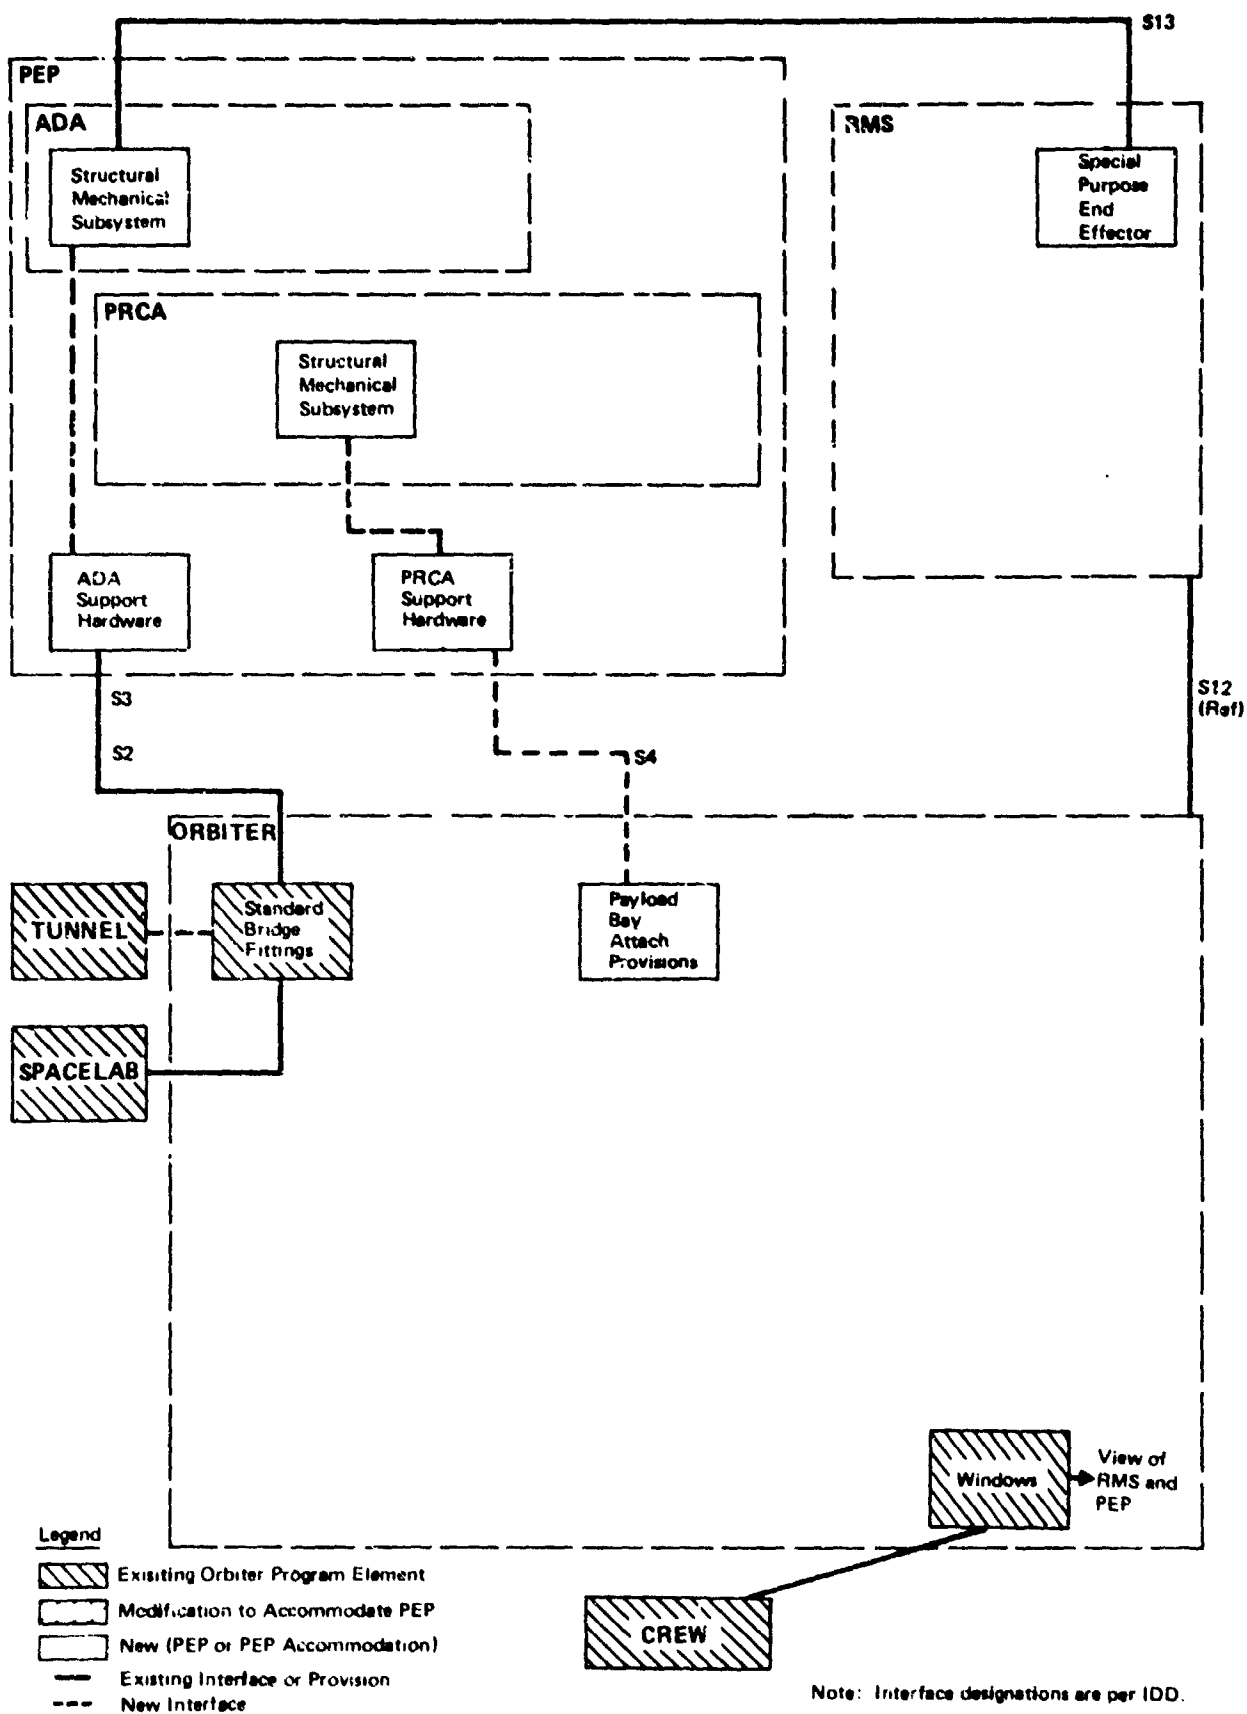 S13
PEP
ADA
RMS
Structural
Mechanical
Subsystem
Special
Purpose
End
Effector
PRCA
Structural
Mechanical
Subsystem
ADA
Support
Hardware
PRCA
Support
Hardware
S3
S12
(Ref)
S2
S4
ORBITER
TUNNEL
Standard
Bridge
Fittings
Payload
Bay
Attach
Provisions
SPACELAB
Windows
View of
RMS and
PEP
Legend
Exisiting Orbiter Program Element
Modification to Accommodate PEP
New (PEP or PEP Accommodation)
Existing Interface or Provision
New Interface
CREW
Note: Interface designations are per IDD.